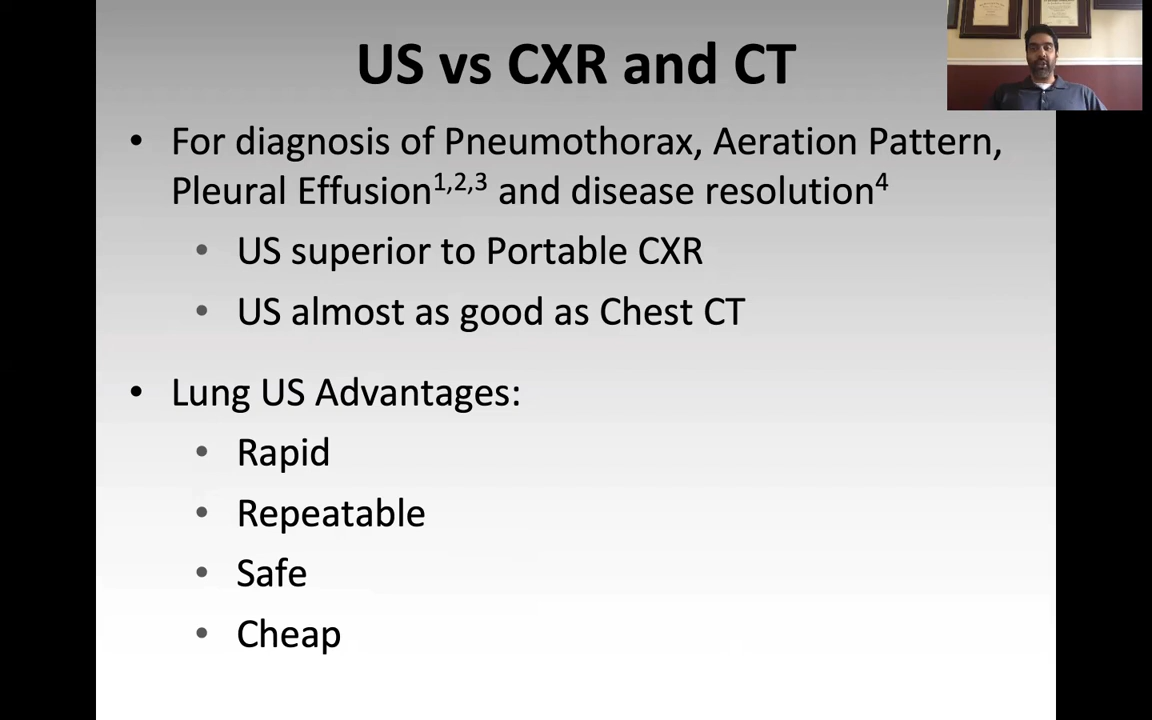 US vs CXR and CT
• For diagnosis of Pneumothorax, Aeration Pattern,
Pleural Effusion1,2,3 and disease resolution4
• US superior to Portable CXR
• US almost as good as Chest CT
• Lung US Advantages:
• Rapid
• Repeatable
• Safe
• Cheap